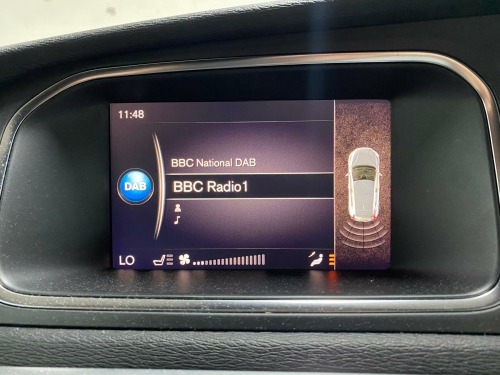 11:48
BBC National DAB
DAB
BBC Radio1
LO